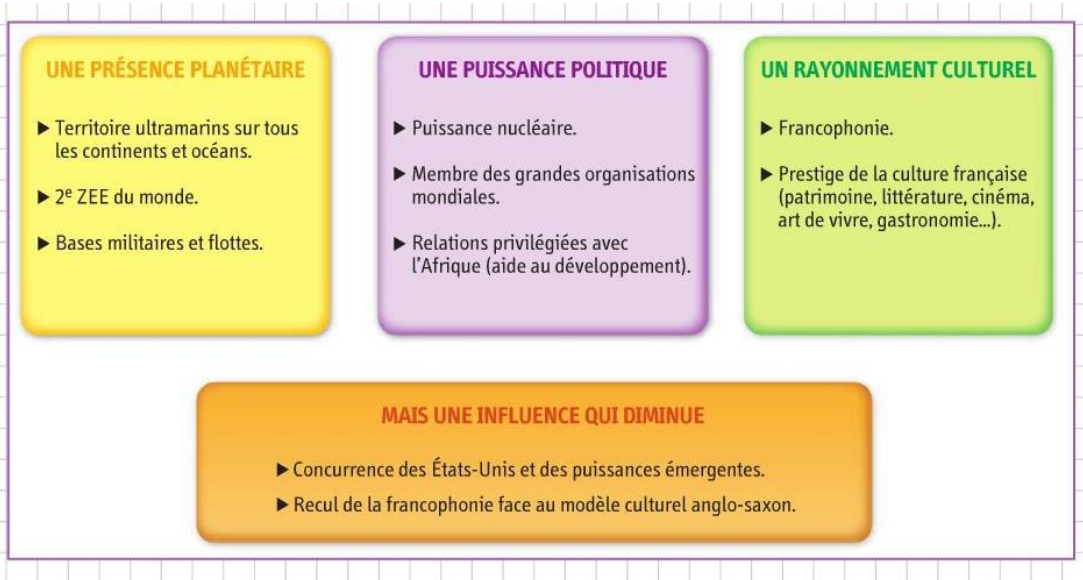 UNE PRÉSENCE PLANÉTAIRE
▶ Territoire ultramarins sur tous
les continents et océans.
▶ 2e ZEE du monde.
▶ Bases militaires et flottes.
UNE PUISSANCE POLITIQUE
▶ Puissance nucléaire.
▶ Membre des grandes organisations
mondiales.
▶ Relations privilégiées avec
l'Afrique (aide au développement).
UN RAYONNEMENT CULTUREL
▶ Francophonie.
▶ Prestige de la culture française
(patrimoine, littérature, cinéma,
art de vivre, gastronomie...).
MAIS UNE INFLUENCE QUI DIMINUE
▶ Concurrence des États-Unis et des puissances émergentes.
▶ Recul de la francophonie face au modèle culturel anglo-saxon.